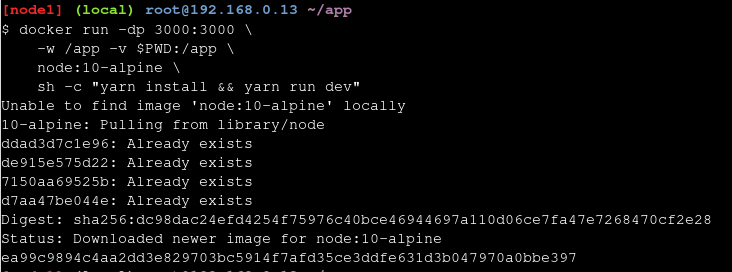 [node1] (local) root@192.168.0.13 ~/app
$ docker run -dp 3000:3000 \
    -w /app -v $PWD:/app \
    node:10-alpine \
    sh -c "yarn install && yarn run dev"
Unable to find image 'node:10-alpine' locally
10-alpine: Pulling from library/node
ddad3d7c1e96: Already exists
de915e575d22: Already exists
7150aa69525b: Already exists
d7aa47be044e: Already exists
Digest: sha256:dc98dac24efd4254f75976c40bce46944697a110d06ce7fa47e7268470cf2e28
Status: Downloaded newer image for node:10-alpine
ea99c9894c4aa2dd3e829703bc5914f7afd35ce3ddfe631d3b047970a0bbe397